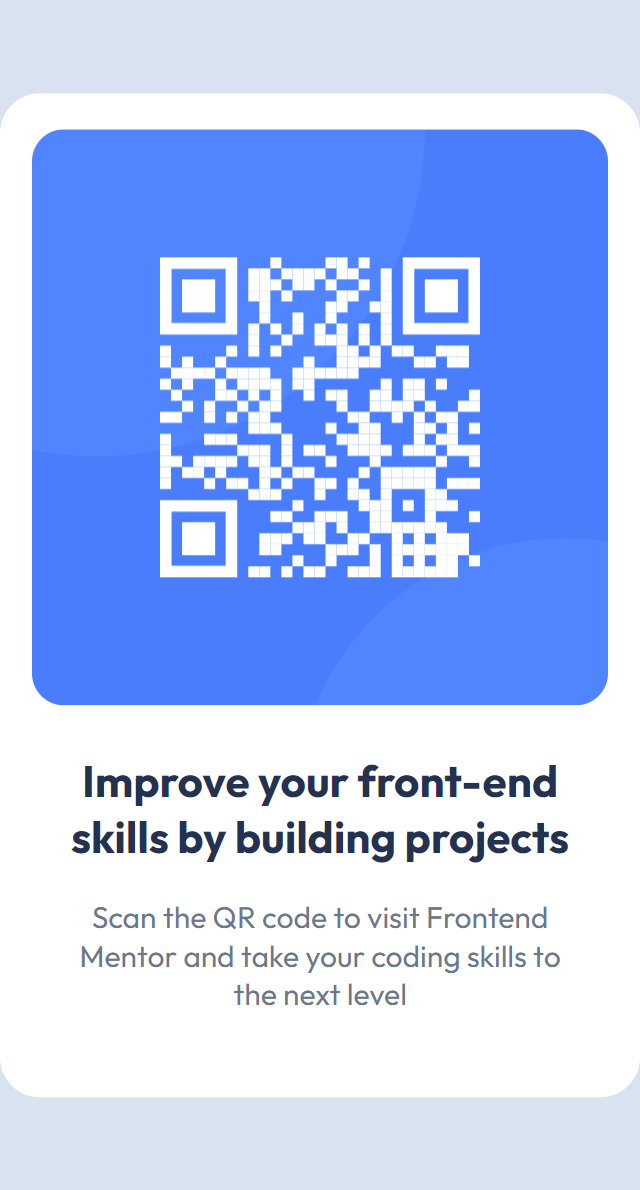 Improve your front-end
skills by building projects
Scan the QR code to visit Frontend
Mentor and take your coding skills to
the next level